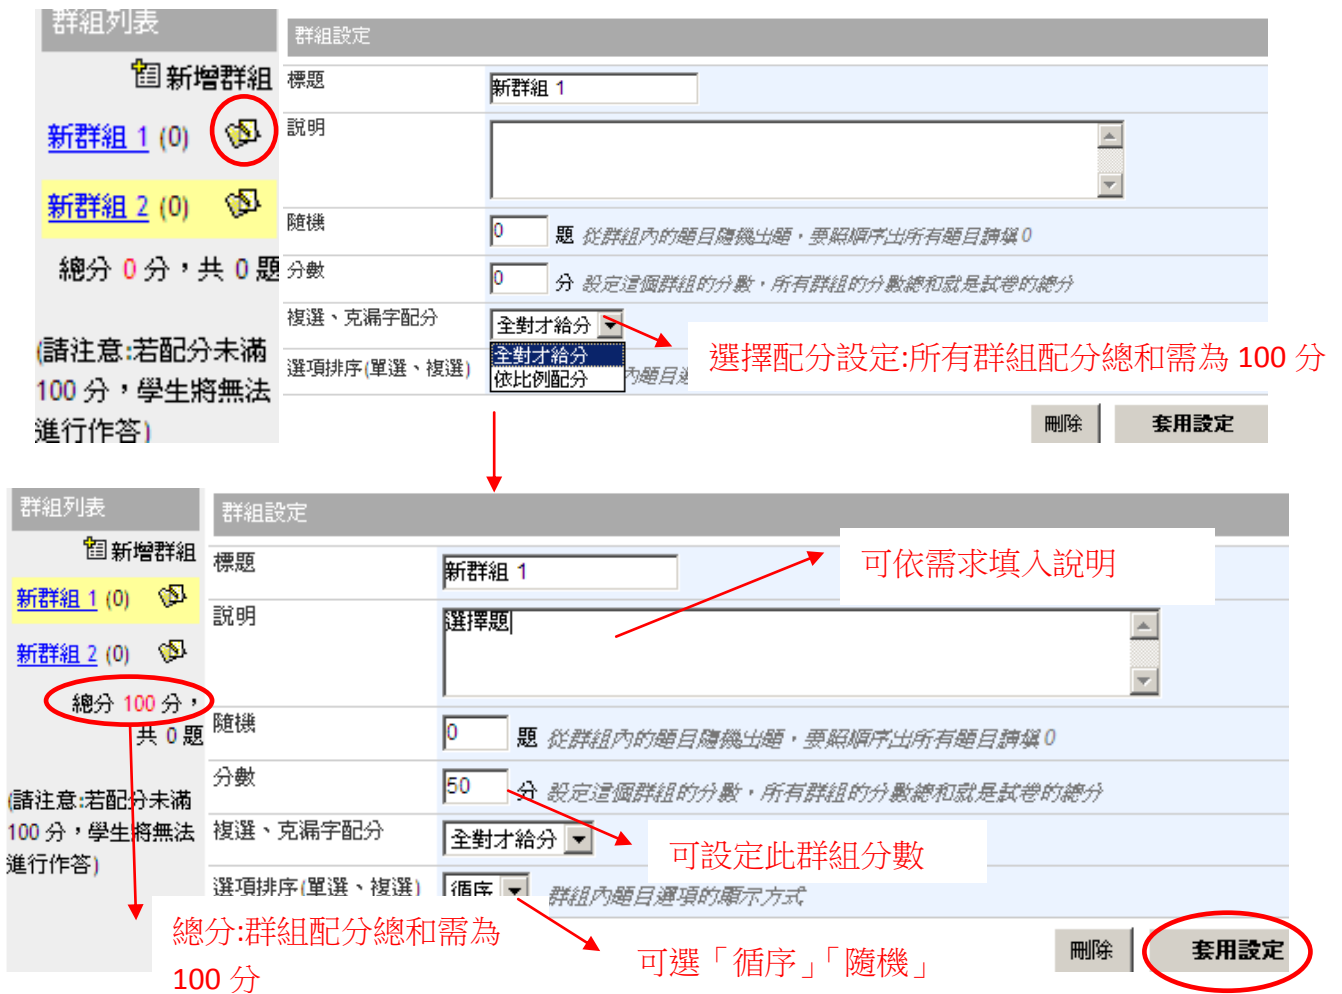 群組列表
新增群組
新群組 1 (0)
新群組 2 (0)
總分 0 分，共 0 題
(請注意:若配分未滿
100 分，學生將無法
進行作答)
群組設定
標題
新群組 1
說明
隨機
0
題 從群組內的題目隨機出題，要照順序出所有題目請填 0
分數
0
分 設定這個群組的分數，所有群組的分數總和就是試卷的總分
複選、克漏字配分
全對才給分
全對才給分
依比例配分
選項排序(單選、複選)
內題目選
選擇配分設定:所有群組配分總和需為 100 分
刪除
套用設定
群組列表
新增群組
新群組 1 (0)
新群組 2 (0)
總分 100 分，
共 0 題
(請注意:若配分未滿
100 分，學生將無法
進行作答)
群組設定
標題
新群組 1
可依需求填入說明
說明
選擇題
隨機
0
題 從群組內的題目隨機出題，要照順序出所有題目請填 0
分數
50
分 設定這個群組的分數，所有群組的分數總和就是試卷的總分
複選、克漏字配分
全對才給分
可設定此群組分數
選項排序(單選、複選)
循序
群組內題目選項的顯示方式
總分:群組配分總和需為
100 分
可選「循序」「隨機」
刪除
套用設定